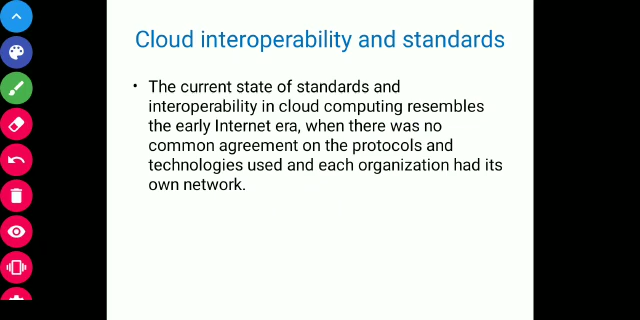 Cloud interoperability and standards
• The current state of standards and
interoperability in cloud computing resembles
the early Internet era, when there was no
common agreement on the protocols and
technologies used and each organization had its
own network.